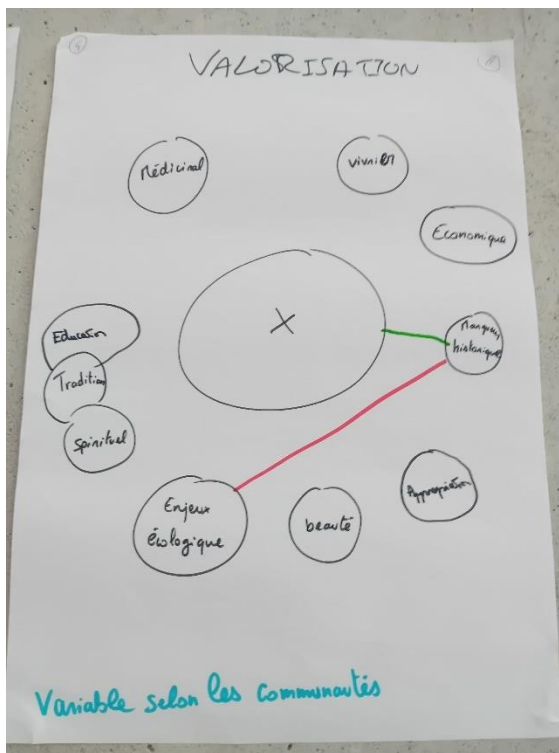 VALORISATION
Médicinal
vivrier
Economique
Education
Tradition
Spirituel
X
Marqueur
historique
Enjeux
écologique
beauté
Appropriation
Variable selon les communautés